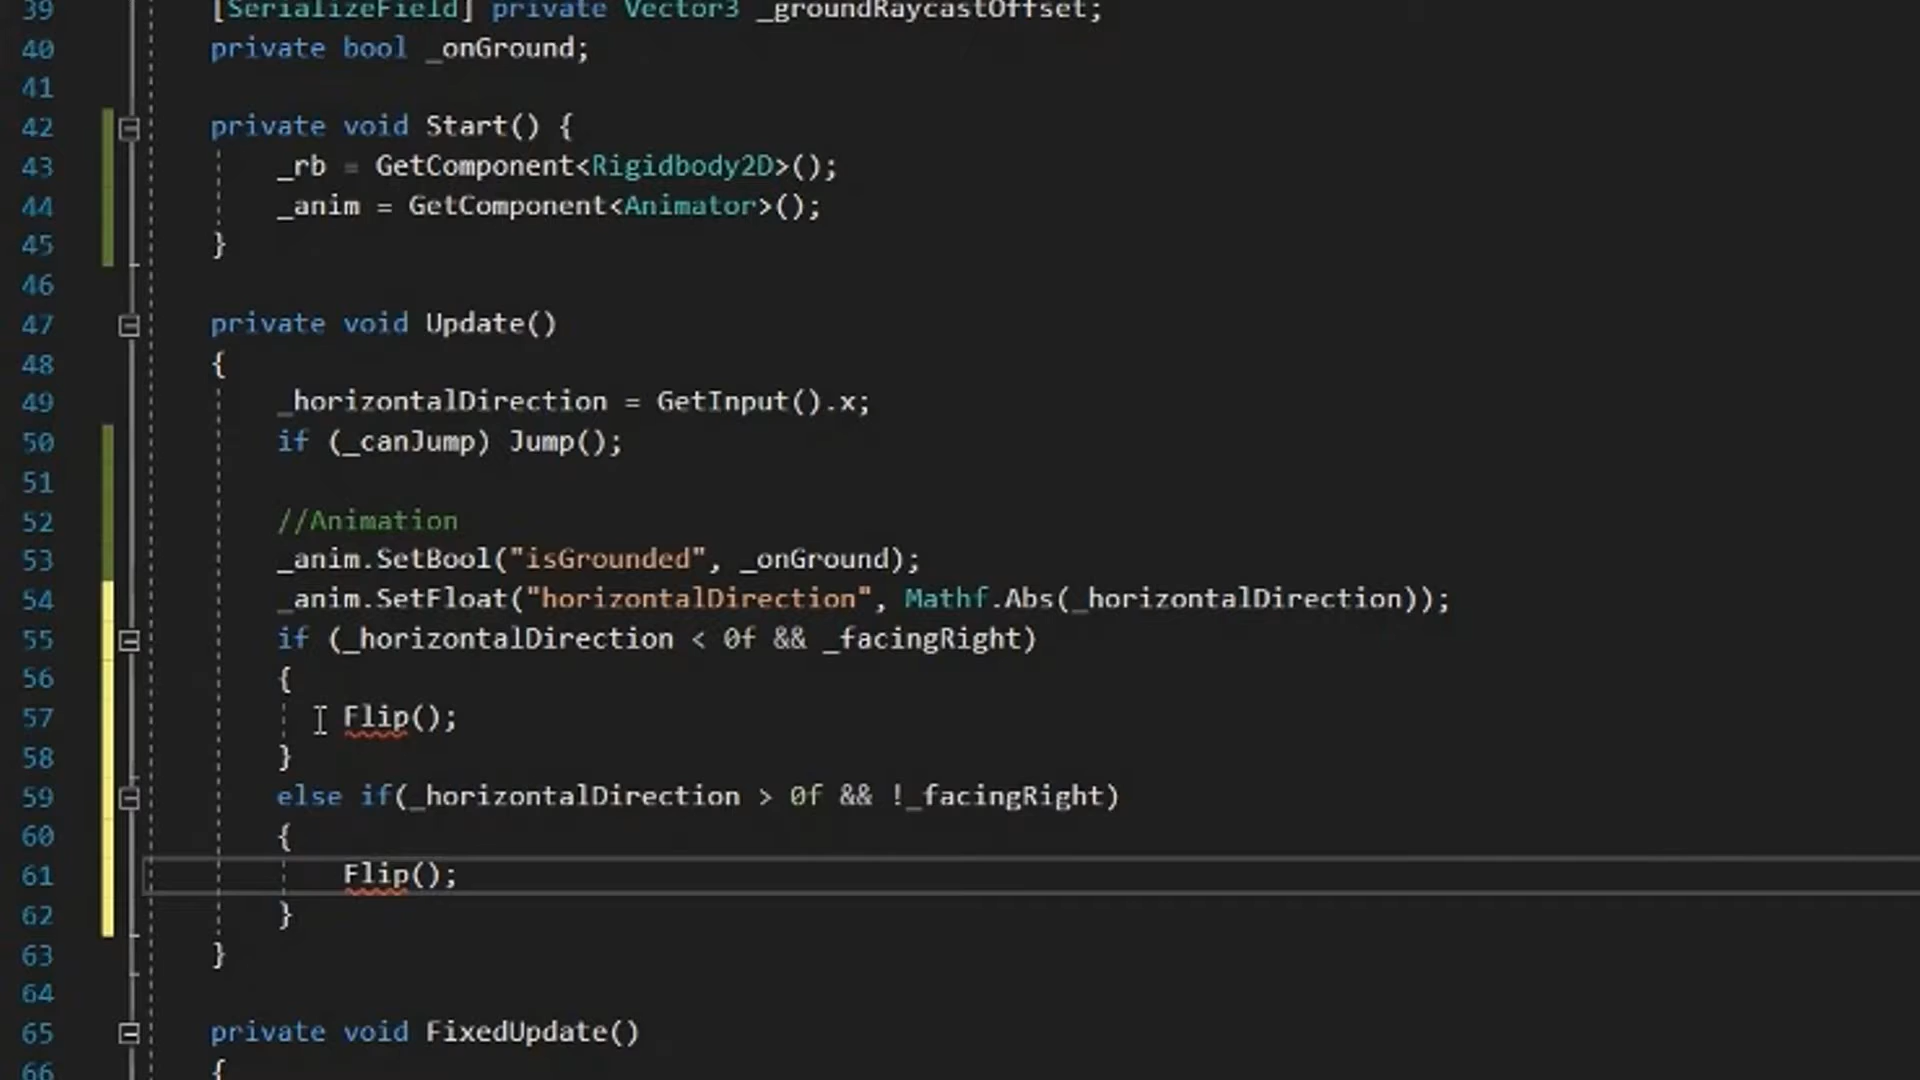 39 [SerializeField] private Vector3 _groundRaycastOffset;
40 private bool _onGround;
41
42 private void Start() {
43 _rb = GetComponent<Rigidbody2D>();
44 _anim = GetComponent<Animator>();
45 }
46
47 private void Update()
48 {
49 _horizontalDirection = GetInput().x;
50 if (_canJump) Jump();
51
52 //Animation
53 _anim.SetBool("isGrounded", _onGround);
54 _anim.SetFloat("horizontalDirection", Mathf.Abs(_horizontalDirection));
55 if (_horizontalDirection < 0f && _facingRight)
56 {
57 Flip();
58 }
59 else if(_horizontalDirection > 0f && !_facingRight)
60 {
61 Flip();
62 }
63 }
64
65 private void FixedUpdate()
66 {